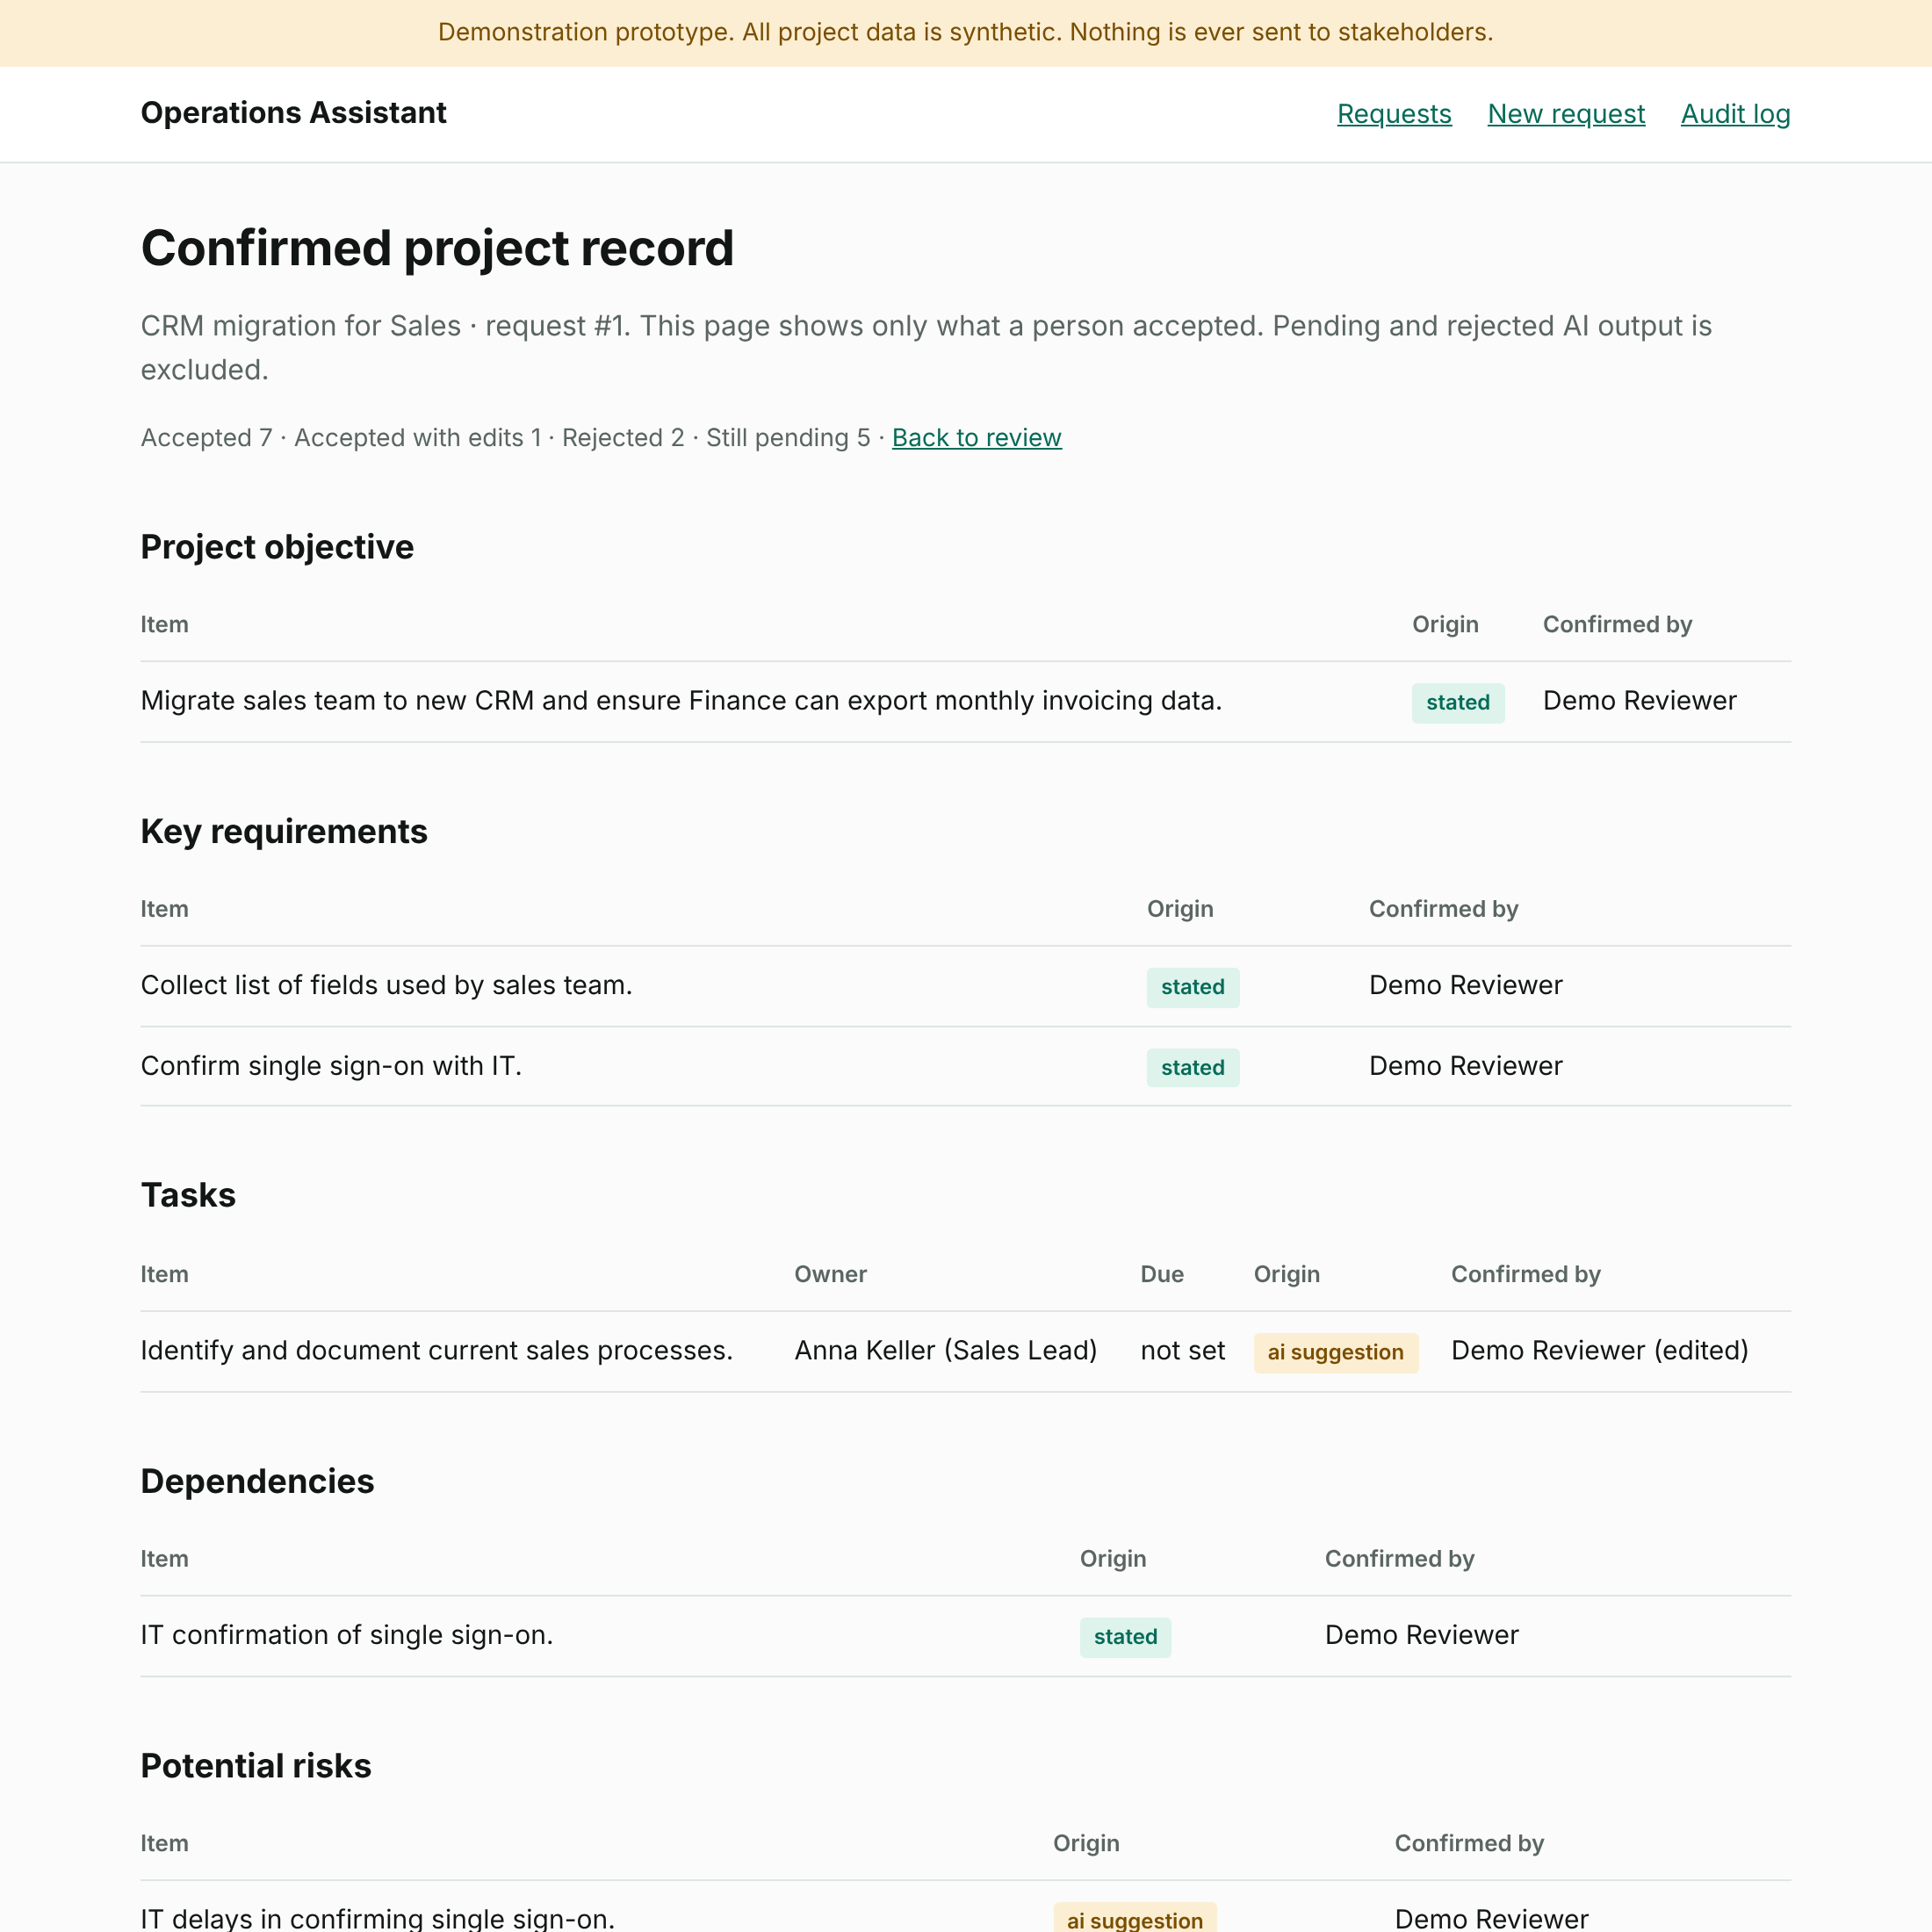 Demonstration prototype. All project data is synthetic. Nothing is ever sent to stakeholders.
Operations Assistant
Requests New request Audit log
Confirmed project record
CRM migration for Sales · request #1. This page shows only what a person accepted. Pending and rejected AI output is
excluded.
Accepted 7 · Accepted with edits 1 · Rejected 2 · Still pending 5 · Back to review
Project objective
Item Origin Confirmed by
Migrate sales team to new CRM and ensure Finance can export monthly invoicing data. stated Demo Reviewer
Key requirements
Item Origin Confirmed by
Collect list of fields used by sales team. stated Demo Reviewer
Confirm single sign-on with IT. stated Demo Reviewer
Tasks
Item Owner Due Origin Confirmed by
Identify and document current sales processes. Anna Keller (Sales Lead) not set ai suggestion Demo Reviewer (edited)
Dependencies
Item Origin Confirmed by
IT confirmation of single sign-on. stated Demo Reviewer
Potential risks
Item Origin Confirmed by
IT delays in confirming single sign-on. ai suggestion Demo Reviewer